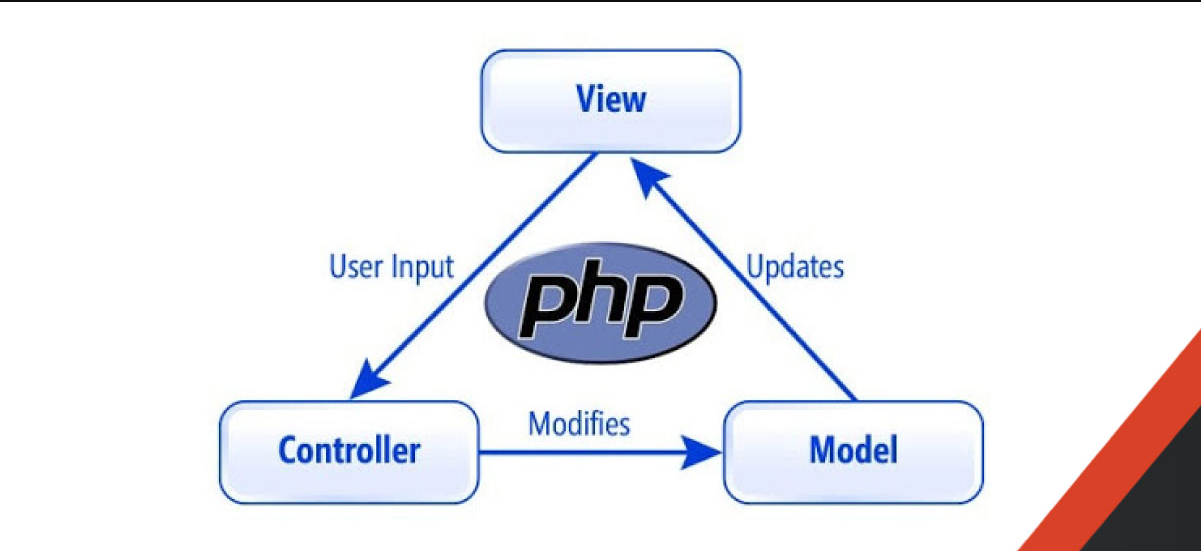 View
User Input
Updates
php
Modifies
Controller
Model